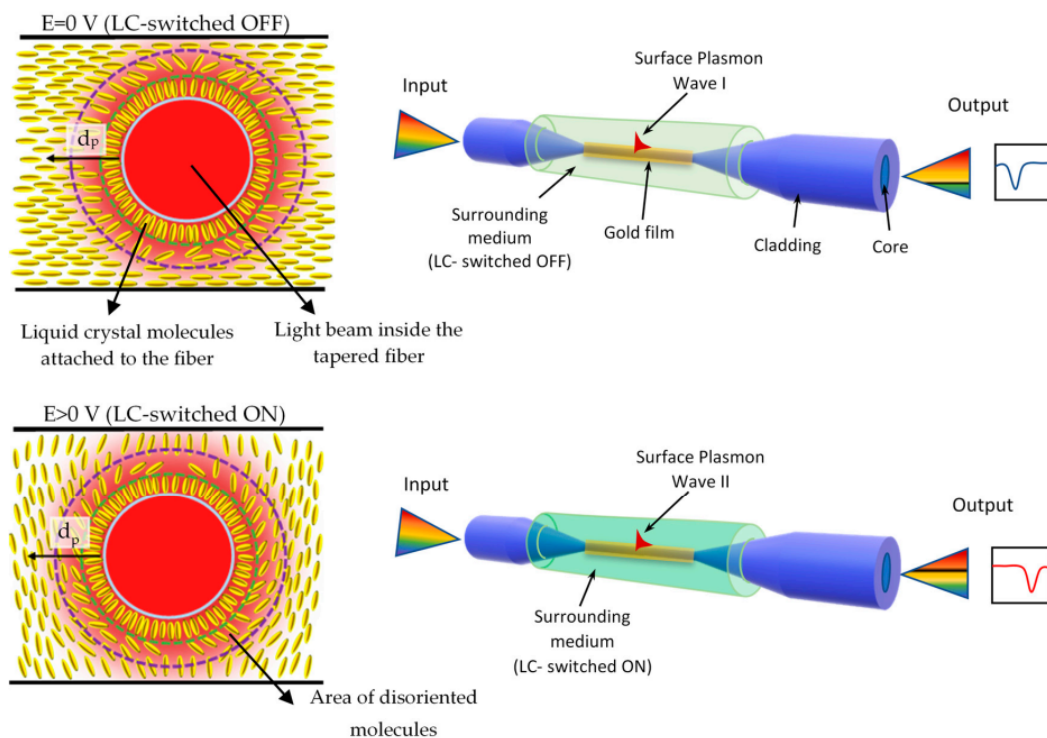 E=0 V (LC-switched OFF)
dp
Liquid crystal molecules
attached to the fiber
Light beam inside the
tapered fiber
Input
Surface Plasmon
Wave I
Output
Surrounding
medium
(LC- switched OFF)
Gold film
Cladding
Core
E>0 V (LC-switched ON)
dp
Area of disoriented
molecules
Input
Surface Plasmon
Wave II
Output
Surrounding
medium
(LC- switched ON)